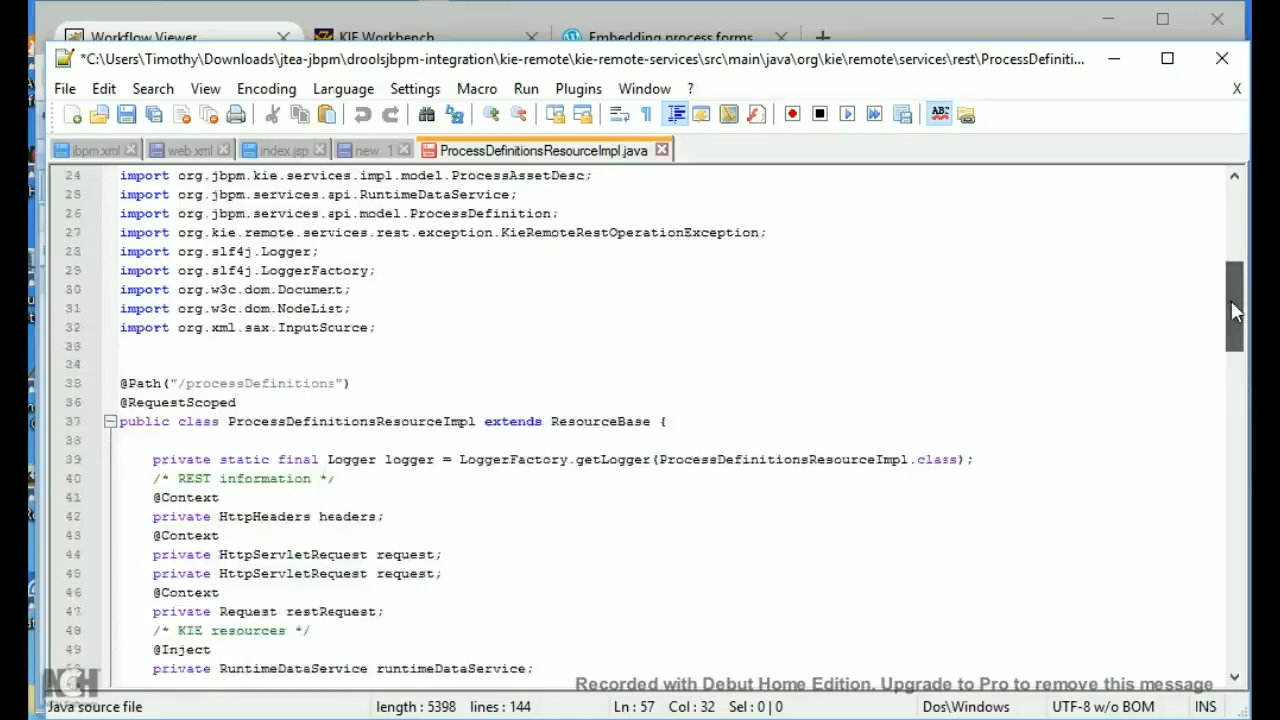 Workflow Viewer
KIE Workbench
Embedding process forms
*C:\Users\Timothy\Downloads\jtea-jbpm\droolsjbpm-integration\kie-remote\kie-remote-services\src\main\java\org\kie\remote\services\rest\ProcessDefiniti...
File Edit Search View Encoding Language Settings Macro Run Plugins Window ? X
jbpm.xml web.xml index.jsp new 1 ProcessDefinitionsResourceImpl.java
24 import org.jbpm.kie.services.impl.model.ProcessAssetDesc;
25 import org.jbpm.services.api.RuntimeDataService;
26 import org.jbpm.services.api.model.ProcessDefinition;
27 import org.kie.remote.services.rest.exception.KieRemoteRestOperationException;
28 import org.slf4j.Logger;
29 import org.slf4j.LoggerFactory;
30 import org.w3c.dom.Document;
31 import org.w3c.dom.NodeList;
32 import org.xml.sax.InputSource;
33
34
35 @Path("/processDefinitions")
36 @RequestScoped
37 public class ProcessDefinitionsResourceImpl extends ResourceBase {
38
39 private static final Logger logger = LoggerFactory.getLogger(ProcessDefinitionsResourceImpl.class);
40 /* REST information */
41 @Context
42 private HttpHeaders headers;
43 @Context
44 private HttpServletRequest request;
45 private HttpServletRequest request;
46 @Context
47 private Request restRequest;
49 /* KIE resources */
49 @Inject
private RuntimeDataService runtimeDataService;
Recorded with Debut Home Edition. Upgrade to Pro to remove this message
Java source file length : 5398 lines : 144 Ln : 57 Col : 32 Sel : 0 | 0 Dos\Windows UTF-8 w/o BOM INS